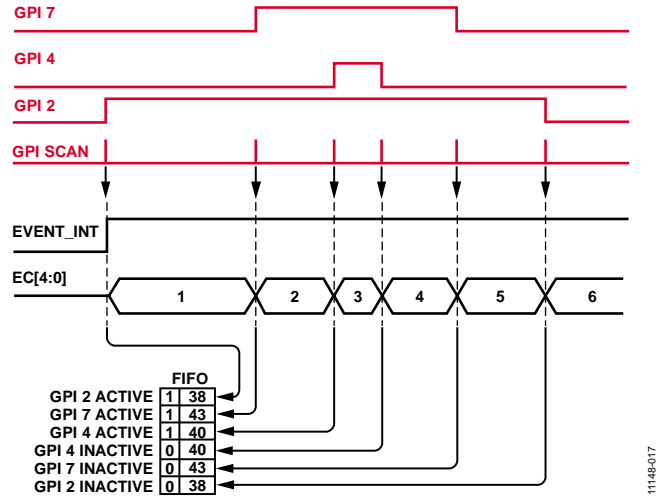 GPI 7
GPI 4
GPI 2
GPI SCAN
EVENT_INT
EC[4:0]
1 2 3 4 5 6
FIFO
GPI 2 ACTIVE 1 38
GPI 7 ACTIVE 1 43
GPI 4 ACTIVE 1 40
GPI 4 INACTIVE 0 40
GPI 7 INACTIVE 0 43
GPI 2 INACTIVE 0 38
11148-017